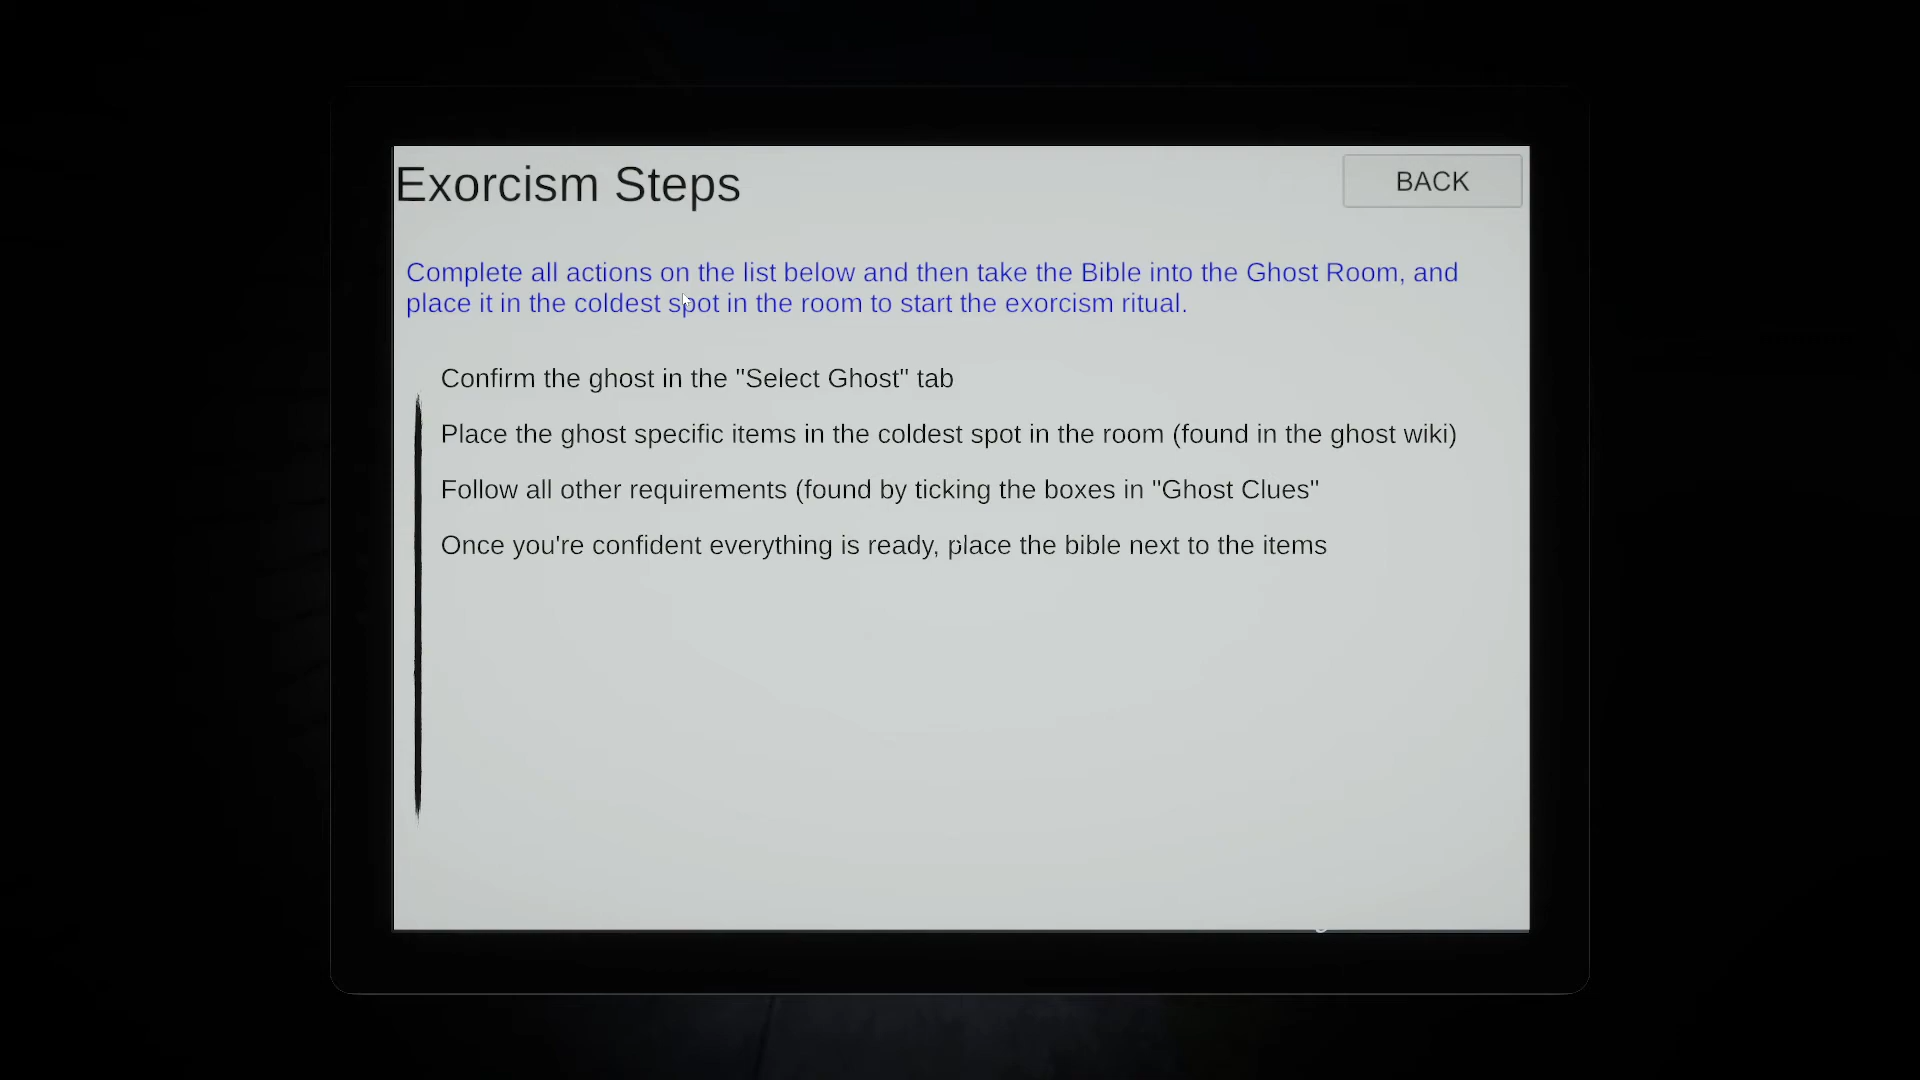 Exorcism Steps
BACK
Complete all actions on the list below and then take the Bible into the Ghost Room, and
place it in the coldest spot in the room to start the exorcism ritual.
Confirm the ghost in the "Select Ghost" tab
Place the ghost specific items in the coldest spot in the room (found in the ghost wiki)
Follow all other requirements (found by ticking the boxes in "Ghost Clues"
Once you're confident everything is ready, place the bible next to the items